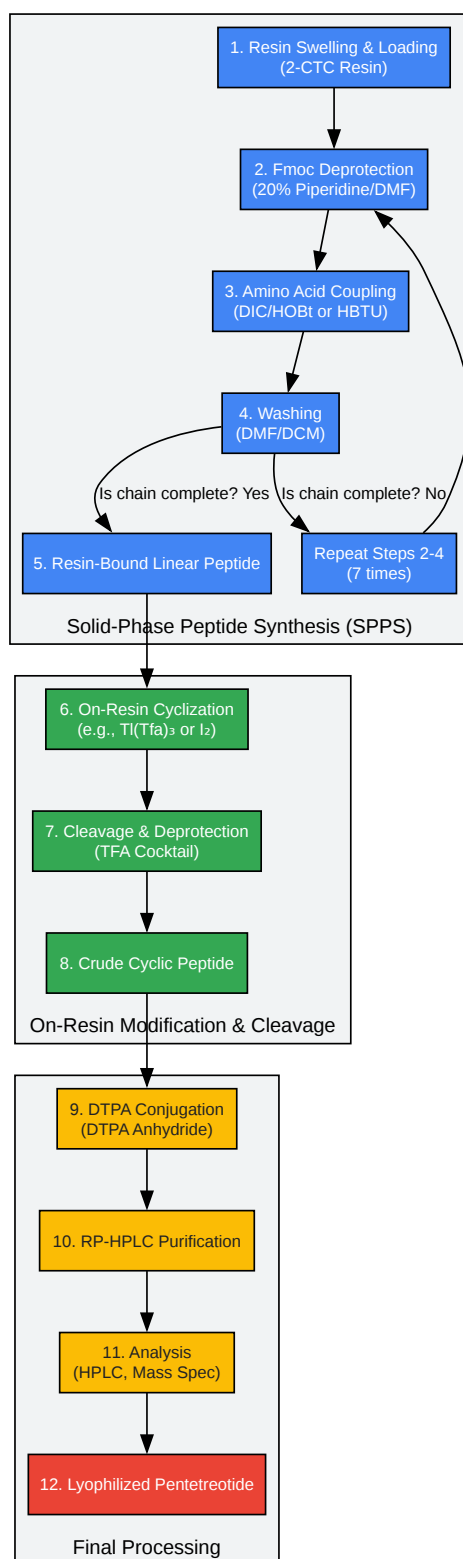 1. Resin Swelling & Loading
(2-CTC Resin)
2. Fmoc Deprotection
(20% Piperidine/DMF)
3. Amino Acid Coupling
(DIC/HOBt or HBTU)
4. Washing
(DMF/DCM)
Is chain complete? Yes
Is chain complete? No
5. Resin-Bound Linear Peptide
Repeat Steps 2-4
(7 times)
Solid-Phase Peptide Synthesis (SPPS)
6. On-Resin Cyclization
(e.g., Tl(Tfa)₃ or I₂)
7. Cleavage & Deprotection
(TFA Cocktail)
8. Crude Cyclic Peptide
On-Resin Modification & Cleavage
9. DTPA Conjugation
(DTPA Anhydride)
10. RP-HPLC Purification
11. Analysis
(HPLC, Mass Spec)
12. Lyophilized Pentetreotide
Final Processing